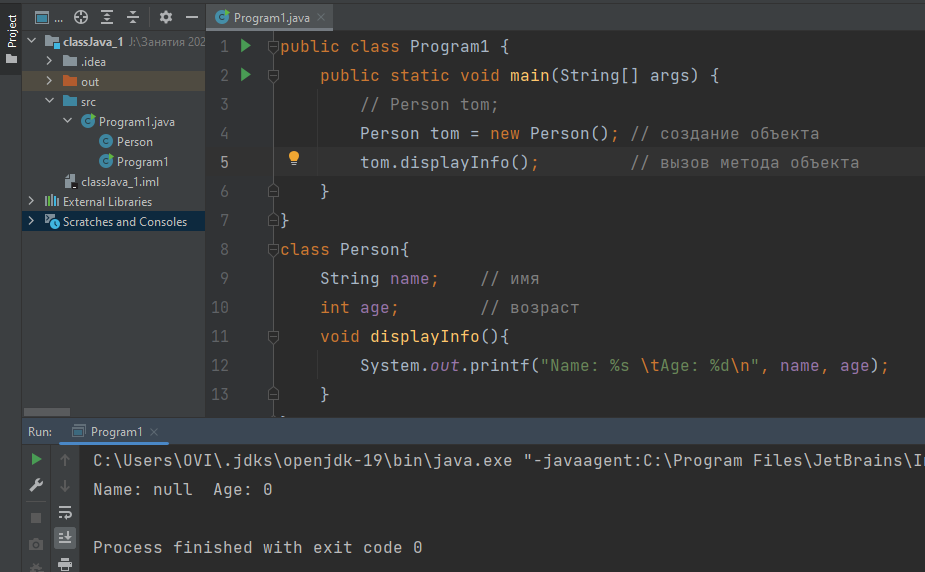 Project
...
Program1.java
classJava_1 J:\Занятия 202
.idea
out
src
Program1.java
Person
Program1
classJava_1.iml
External Libraries
Scratches and Consoles
1 public class Program1 {
2 public static void main(String[] args) {
3 // Person tom;
4 Person tom = new Person(); // создание объекта
5 tom.displayInfo(); // вызов метода объекта
6 }
7 }
8 class Person{
9 String name; // имя
10 int age; // возраст
11 void displayInfo(){
12 System.out.printf("Name: %s \tAge: %d\n", name, age);
13 }
Run: Program1
C:\Users\OVI\.jdks\openjdk-19\bin\java.exe "-javaagent:C:\Program Files\JetBrains\In
Name: null Age: 0
Process finished with exit code 0